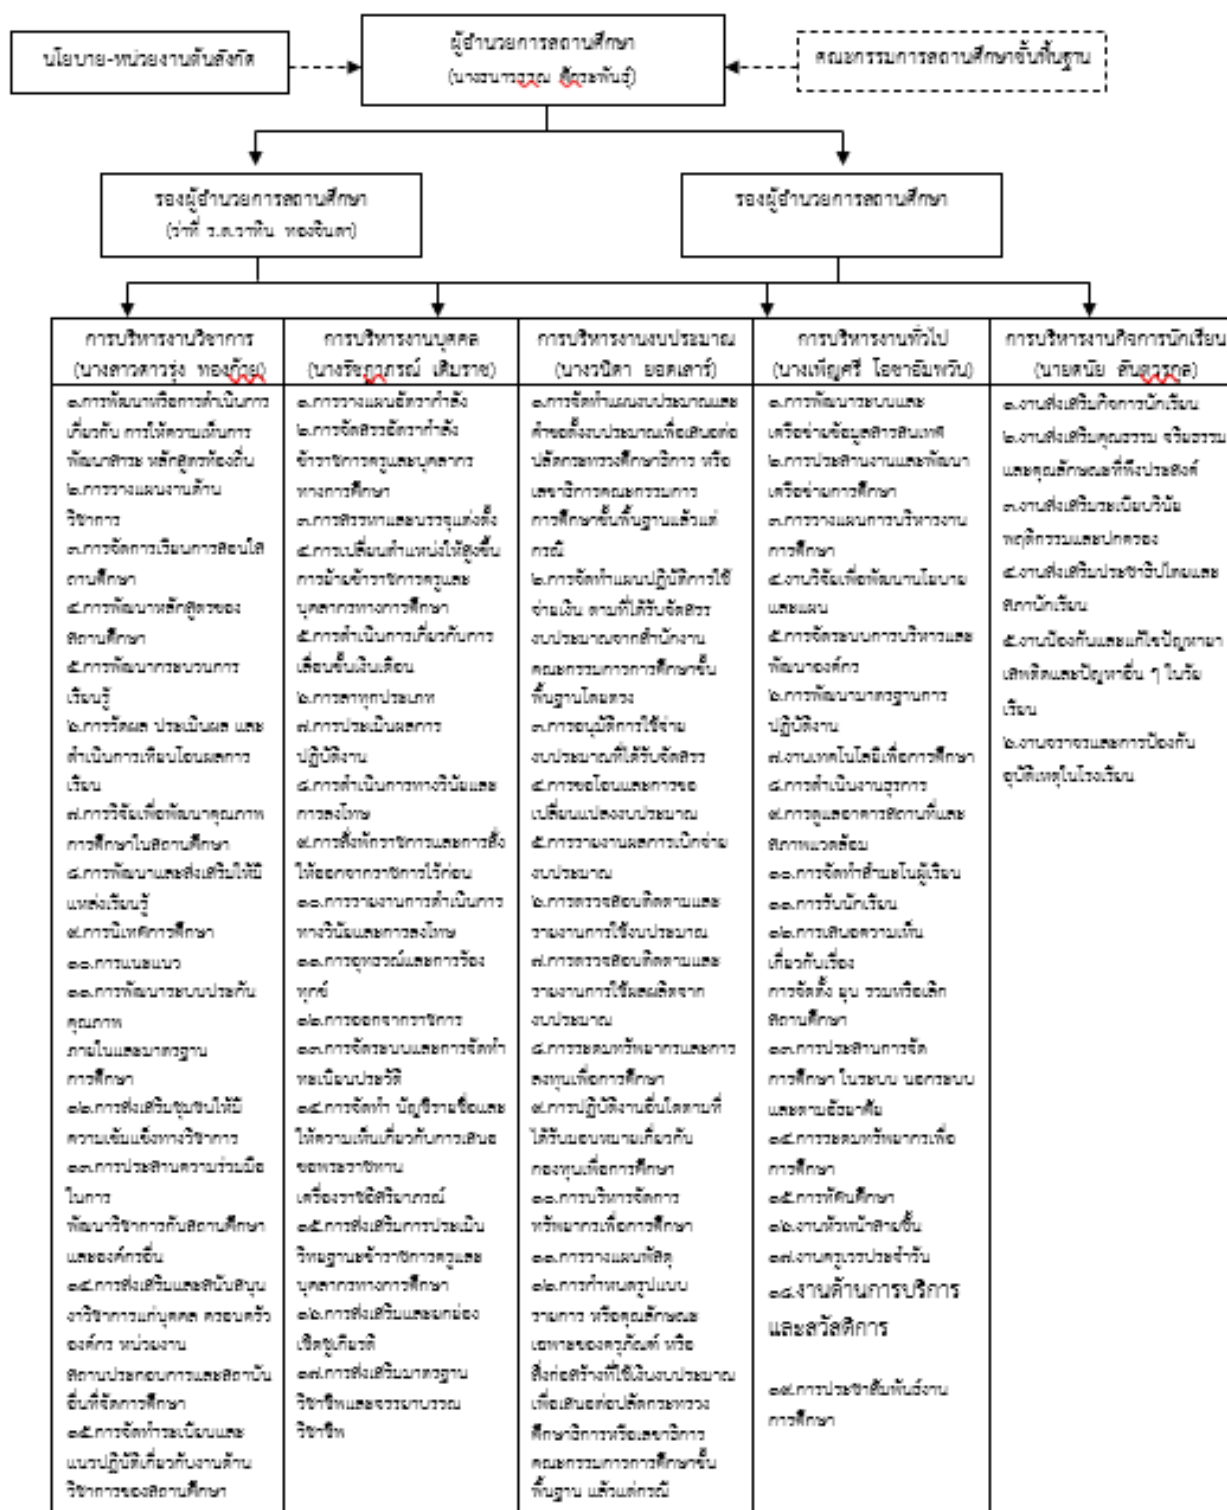 ผู้อำนวยการสถานศึกษา
นโยบาย-หน่วยงานต้นสังกัด
คณะกรรมการสถานศึกษาขั้นพื้นฐาน
รองผู้อำนวยการสถานศึกษา
(ว่าที่ ร.ต.วาทิน ทองจินดา)
รองผู้อำนวยการสถานศึกษา
การบริหารงานวิชาการ
(นางสาวดาวรุ่ง ทองก้วย)
๑.การพัฒนาหรือการดำเนินการ
เกี่ยวกับ การให้ความเห็นการ
พัฒนาสาระ หลักสูตรท้องถิ่น
๒.การวางแผนงานด้าน
วิชาการ
๓.การจัดการเรียนการสอนใส
ถานศึกษา
๔.การพัฒนาหลักสูตรของ
สถานศึกษา
๕.การพัฒนากระบวนการ
เรียนรู้
๖.การวัดผล ประเมินผล และ
ดำเนินการเทียบโอนผลการ
เรียน
๗.การวิจัยเพื่อพัฒนาคุณภาพ
การศึกษาในสถานศึกษา
๘.การพัฒนาและส่งเสริมให้มี
แหล่งเรียนรู้
๙.การนิเทศการศึกษา
๑๐.การแนะแนว
๑๑.การพัฒนาระบบประกัน
คุณภาพ
ภายในและมาตรฐาน
การศึกษา
๑๒.การส่งเสริมชุมชนให้มี
ความเข้มแข็งทางวิชาการ
๑๓.การประสานความร่วมมือ
ในการ
พัฒนาวิชาการกับสถานศึกษา
และองค์กรอื่น
๑๔.การส่งเสริมและสนับสนุน
งาวิชาการแก่บุคคล ครอบครัว
องค์กร หน่วยงาน
สถานประกอบการและสถาบัน
อื่นที่จัดการศึกษา
๑๕.การจัดทำระเบียบและ
แนวปฏิบัติเกี่ยวกับงานด้าน
วิชาการของสถานศึกษา
การบริหารงานบุคคล
(นางรัชฎาภรณ์ เติมราช)
๑.การวางแผนอัตรากำลัง
๒.การจัดสรรอัตรากำลัง
ข้าราชการครูและบุคลากร
ทางการศึกษา
๓.การสรรหาและบรรจุแต่งตั้ง
๔.การเปลี่ยนตำแหน่งให้สูงขึ้น
การย้ายข้าราชการครูและ
บุคลากรทางการศึกษา
๕.การดำเนินการเกี่ยวกับการ
เลื่อนขั้นเงินเดือน
๖.การลาทุกประเภท
๗.การประเมินผลการ
ปฏิบัติงาน
๘.การดำเนินการทางวินัยและ
การลงโทษ
๙.การสั่งพักราชการและการสั่ง
ให้ออกจากราชการไว้ก่อน
๑๐.การรายงานการดำเนินการ
ทางวินัยและการลงโทษ
๑๑.การอุทธรณ์และการร้อง
ทุกข์
๑๒.การออกจากราชการ
๑๓.การจัดระบบและการจัดทำ
ทะเบียนประวัติ
๑๔.การจัดทำ บัญชีรายชื่อและ
ให้ความเห็นเกี่ยวกับการเสนอ
ขอพระราชทาน
เครื่องราชอิสริยาภรณ์
๑๕.การส่งเสริมการประเมิน
วิทยฐานะข้าราชการครูและ
บุคลากรทางการศึกษา
๑๖.การส่งเสริมและยกย่อง
เชิดชูเกียรติ
๑๗.การส่งเสริมมาตรฐาน
วิชาชีพและจรรยาบรรณ
วิชาชีพ
การบริหารงานงบประมาณ
(นางวนิดา ยอดเสาร์)
๑.การจัดทำแผนงบประมาณและ
คำขอตั้งงบประมาณเพื่อเสนอต่อ
ปลัดกระทรวงศึกษาธิการ หรือ
เลขาธิการคณะกรรมการ
การศึกษาขั้นพื้นฐานแล้วแต่
กรณี
๒.การจัดทำแผนปฏิบัติการใช้
จ่ายเงิน ตามที่ได้รับจัดสรร
งบประมาณจากสำนักงาน
คณะกรรมการการศึกษาขั้น
พื้นฐานโดยตรง
๓.การอนุมัติการใช้จ่าย
งบประมาณที่ได้รับจัดสรร
๔.การขอโอนและการขอ
เปลี่ยนแปลงงบประมาณ
๕.การรายงานผลการเบิกจ่าย
งบประมาณ
๖.การตรวจสอบติดตามและ
รายงานการใช้งบประมาณ
๗.การตรวจสอบติดตามและ
รายงานการใช้ผลผลิตจาก
งบประมาณ
๘.การระดมทรัพยากรและการ
ลงทุนเพื่อการศึกษา
๙.การปฏิบัติงานอื่นใดตามที่
ได้รับมอบหมายเกี่ยวกับ
กองทุนเพื่อการศึกษา
๑๐.การบริหารจัดการ
ทรัพยากรเพื่อการศึกษา
๑๑.การวางแผนพัสดุ
๑๒.การกำหนดรูปแบบ
รายการ หรือคุณลักษณะ
เฉพาะของครุภัณฑ์ หรือ
สิ่งก่อสร้างที่ใช้เงินงบประมาณ
เพื่อเสนอต่อปลัดกระทรวง
ศึกษาธิการหรือเลขาธิการ
คณะกรรมการการศึกษาขั้น
พื้นฐาน แล้วแต่กรณี
การบริหารงานทั่วไป
(นางเพ็ญศรี โอชาอัมพวัน)
๑.การพัฒนาระบบและ
เครือข่ายข้อมูลสารสนเทศ
๒.การประสานงานและพัฒนา
เครือข่ายการศึกษา
๓.การวางแผนการบริหารงาน
การศึกษา
๔.งานวิจัยเพื่อพัฒนานโยบาย
และแผน
๕.การจัดระบบการบริหารและ
พัฒนาองค์กร
๖.การพัฒนามาตรฐานการ
ปฏิบัติงาน
๗.งานเทคโนโลยีเพื่อการศึกษา
๘.การดำเนินงานธุรการ
๙.การดูแลอาคารสถานที่และ
สภาพแวดล้อม
๑๐.การจัดทำสำมะโนผู้เรียน
๑๑.การรับนักเรียน
๑๒.การเสนอความเห็น
เกี่ยวกับเรื่อง
การจัดตั้ง ยุบ รวมหรือเลิก
สถานศึกษา
๑๓.การประสานการจัด
การศึกษา ในระบบ นอกระบบ
และตามอัธยาศัย
๑๔.การระดมทรัพยากรเพื่อ
การศึกษา
๑๕.การทัศนศึกษา
๑๖.งานหัวหน้าสายชั้น
๑๗.งานครูเวรประจำวัน
๑๘.งานด้านการบริการ
และสวัสดิการ
๑๙.การประชาสัมพันธ์งาน
การศึกษา
การบริหารงานกิจการนักเรียน
(นายดนัย สันตวรกุล)
๑.งานส่งเสริมกิจการนักเรียน
๒.งานส่งเสริมคุณธรรม จริยธรรม
และคุณลักษณะที่พึงประสงค์
๓.งานส่งเสริมระเบียบวินัย
พฤติกรรมและปกครอง
๔.งานส่งเสริมประชาธิปไตยและ
สภานักเรียน
๕.งานป้องกันและแก้ไขปัญหายา
เสพติดและปัญหาอื่น ๆ ในวัย
เรียน
๖.งานจราจรและการป้องกัน
อุบัติเหตุในโรงเรียน